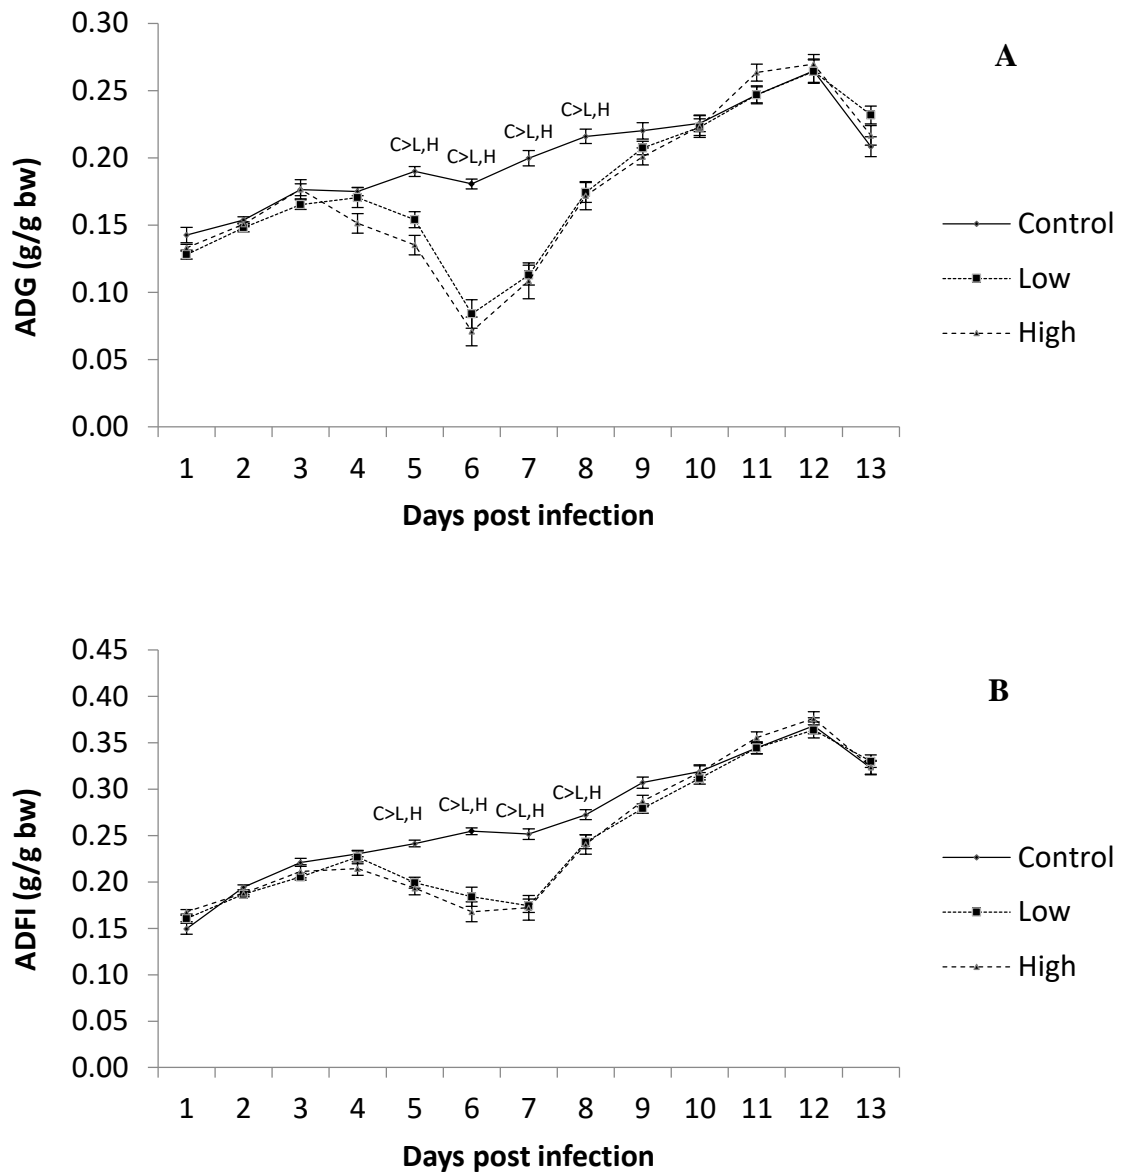 0.30
A
0.25
C>L,H
C>L,H
C>L,H
C>L,H
0.20
Control
0.15
Low
0.10
High
0.05
0.00
ADG (g/g bw)
1 2 3 4 5 6 7 8 9 10 11 12 13
Days post infection
0.45
B
0.40
0.35
0.30
C>L,H
C>L,H
C>L,H
C>L,H
0.25
Control
0.20
Low
0.15
High
0.10
0.05
0.00
ADFI (g/g bw)
1 2 3 4 5 6 7 8 9 10 11 12 13
Days post infection